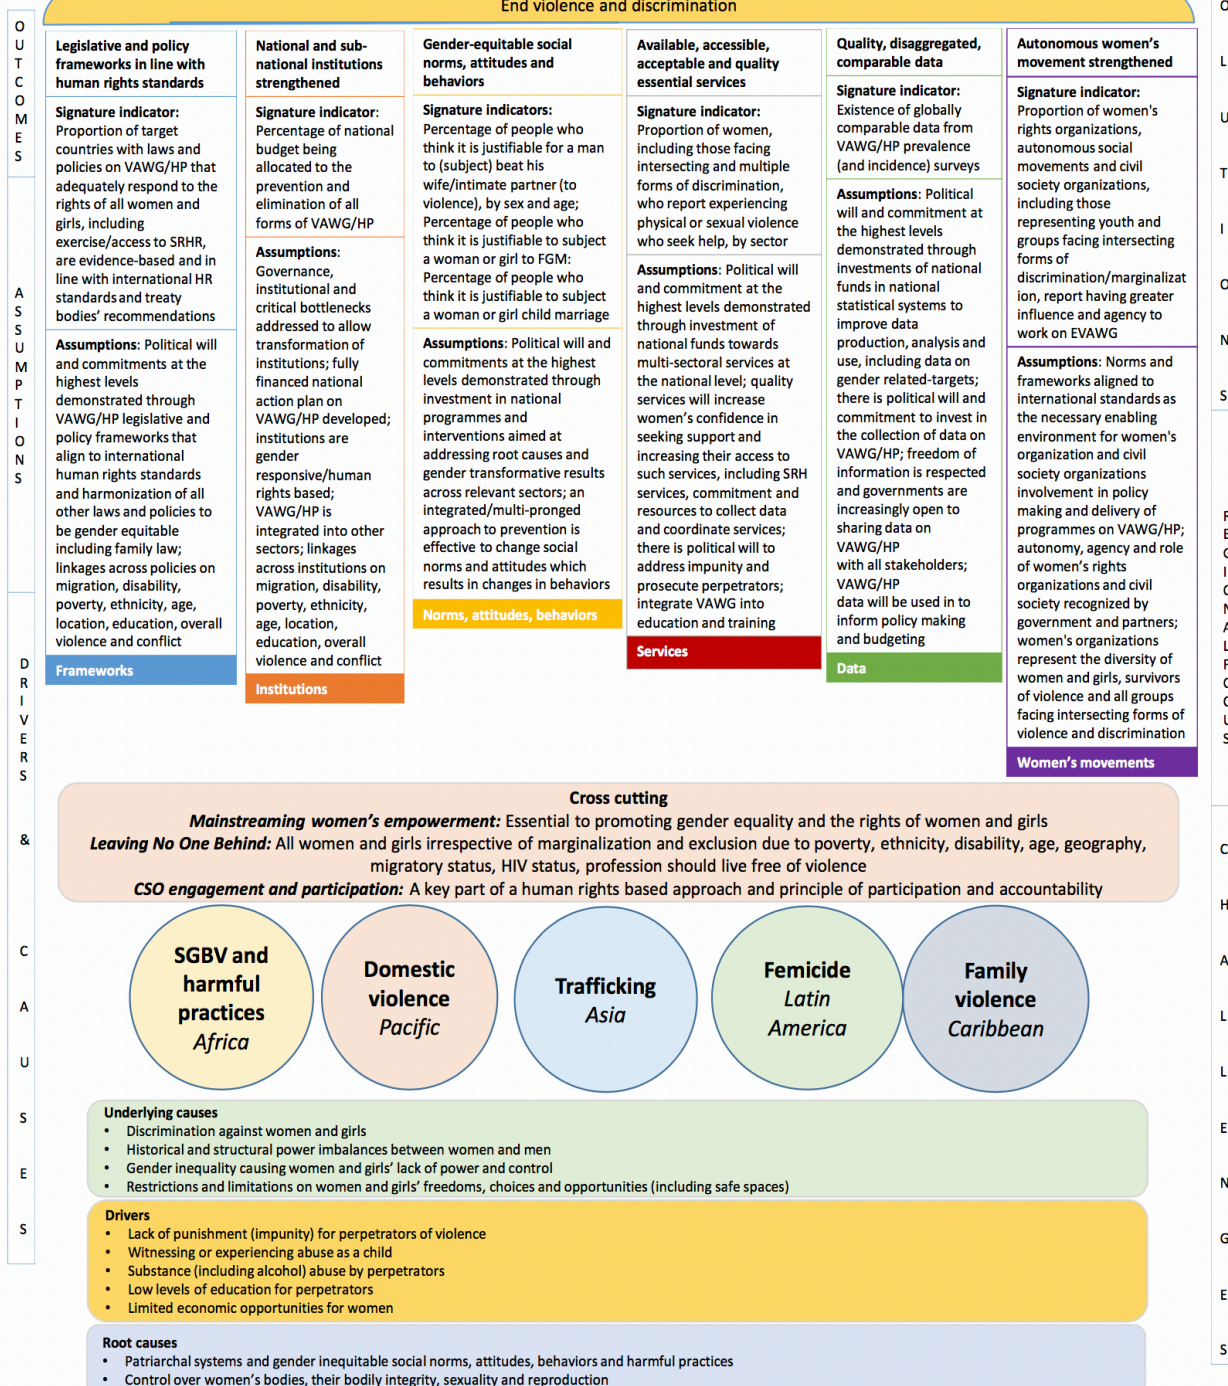 End violence and discrimination
O
U
T
C
O
M
E
S
A
S
S
U
M
P
T
I
O
N
S
D
R
I
V
E
R
S
&
C
A
U
S
E
S
Legislative and policy
frameworks in line with
human rights standards
Signature indicator:
Proportion of target
countries with laws and
policies on VAWG/HP that
adequately respond to the
rights of all women and
girls, including
exercise/access to SRHR,
are evidence-based and in
line with international HR
standards and treaty
bodies' recommendations
Assumptions: Political will
and commitments at the
highest levels
demonstrated through
VAWG/HP legislative and
policy frameworks that
align to international
human rights standards
and harmonization of all
other laws and policies to
be gender equitable
including family law;
linkages across policies on
migration, disability,
poverty, ethnicity, age,
location, education, overall
violence and conflict
Frameworks
National and sub-
national institutions
strengthened
Signature indicator:
Percentage of national
budget being
allocated to the
prevention and
elimination of all
forms of VAWG/HP
Assumptions:
Governance,
institutional and
critical bottlenecks
addressed to allow
transformation of
institutions; fully
financed national
action plan on
VAWG/HP developed;
institutions are
gender
responsive/human
rights based;
VAWG/HP is
integrated into other
sectors; linkages
across institutions on
migration, disability,
poverty, ethnicity,
age, location,
education, overall
violence and conflict
Institutions
Gender-equitable social
norms, attitudes and
behaviors
Signature indicators:
Percentage of people who
think it is justifiable for a man
to (subject) beat his
wife/intimate partner (to
violence), by sex and age;
Percentage of people who
think it is justifiable to subject
a woman or girl to FGM:
Percentage of people who
think it is justifiable to subject
a woman or girl child marriage
Assumptions: Political will and
commitments at the highest
levels demonstrated through
investment in national
programmes and
interventions aimed at
addressing root causes and
gender transformative results
across relevant sectors; an
integrated/multi-pronged
approach to prevention is
effective to change social
norms and attitudes which
results in changes in behaviors
Norms, attitudes, behaviors
Available, accessible,
acceptable and quality
essential services
Signature indicator:
Proportion of women,
including those facing
intersecting and multiple
forms of discrimination,
who report experiencing
physical or sexual violence
who seek help, by sector
Assumptions: Political will
and commitment at the
highest levels demonstrated
through investment of
national funds towards
multi-sectoral services at
the national level; quality
services will increase
women's confidence in
seeking support and
increasing their access to
such services, including SRH
services, commitment and
resources to collect data
and coordinate services;
there is political will to
address impunity and
prosecute perpetrators;
integrate VAWG into
education and training
Services
Quality, disaggregated,
comparable data
Signature indicator:
Existence of globally
comparable data from
VAWG/HP prevalence
(and incidence) surveys
Assumptions: Political
will and commitment at
the highest levels
demonstrated through
investments of national
funds in national
statistical systems to
improve data
production, analysis and
use, including data on
gender related-targets;
there is political will and
commitment to invest in
the collection of data on
VAWG/HP; freedom of
information is respected
and governments are
increasingly open to
sharing data on
VAWG/HP
with all stakeholders;
VAWG/HP
data will be used in to
inform policy making
and budgeting
Data
Autonomous women's
movement strengthened
Signature indicator:
Proportion of women's
rights organizations,
autonomous social
movements and civil
society organizations,
including those
representing youth and
groups facing intersecting
forms of
discrimination/marginalizat
ion, report having greater
influence and agency to
work on EVAWG
Assumptions: Norms and
frameworks aligned to
international standards as
the necessary enabling
environment for women's
organization and civil
society organizations
involvement in policy
making and delivery of
programmes on VAWG/HP;
autonomy, agency and role
of women's rights
organizations and civil
society recognized by
government and partners;
women's organizations
represent the diversity of
women and girls, survivors
of violence and all groups
facing intersecting forms of
violence and discrimination
Women's movements
Cross cutting
Mainstreaming women's empowerment: Essential to promoting gender equality and the rights of women and girls
Leaving No One Behind: All women and girls irrespective of marginalization and exclusion due to poverty, ethnicity, disability, age, geography,
migratory status, HIV status, profession should live free of violence
CSO engagement and participation: A key part of a human rights based approach and principle of participation and accountability
SGBV and
harmful
practices
Africa
Domestic
violence
Pacific
Trafficking
Asia
Femicide
Latin
America
Family
violence
Caribbean
Underlying causes
• Discrimination against women and girls
• Historical and structural power imbalances between women and men
• Gender inequality causing women and girls' lack of power and control
• Restrictions and limitations on women and girls' freedoms, choices and opportunities (including safe spaces)
Drivers
• Lack of punishment (impunity) for perpetrators of violence
• Witnessing or experiencing abuse as a child
• Substance (including alcohol) abuse by perpetrators
• Low levels of education for perpetrators
• Limited economic opportunities for women
Root causes
• Patriarchal systems and gender inequitable social norms, attitudes, behaviors and harmful practices
• Control over women's bodies, their bodily integrity, sexuality and reproduction